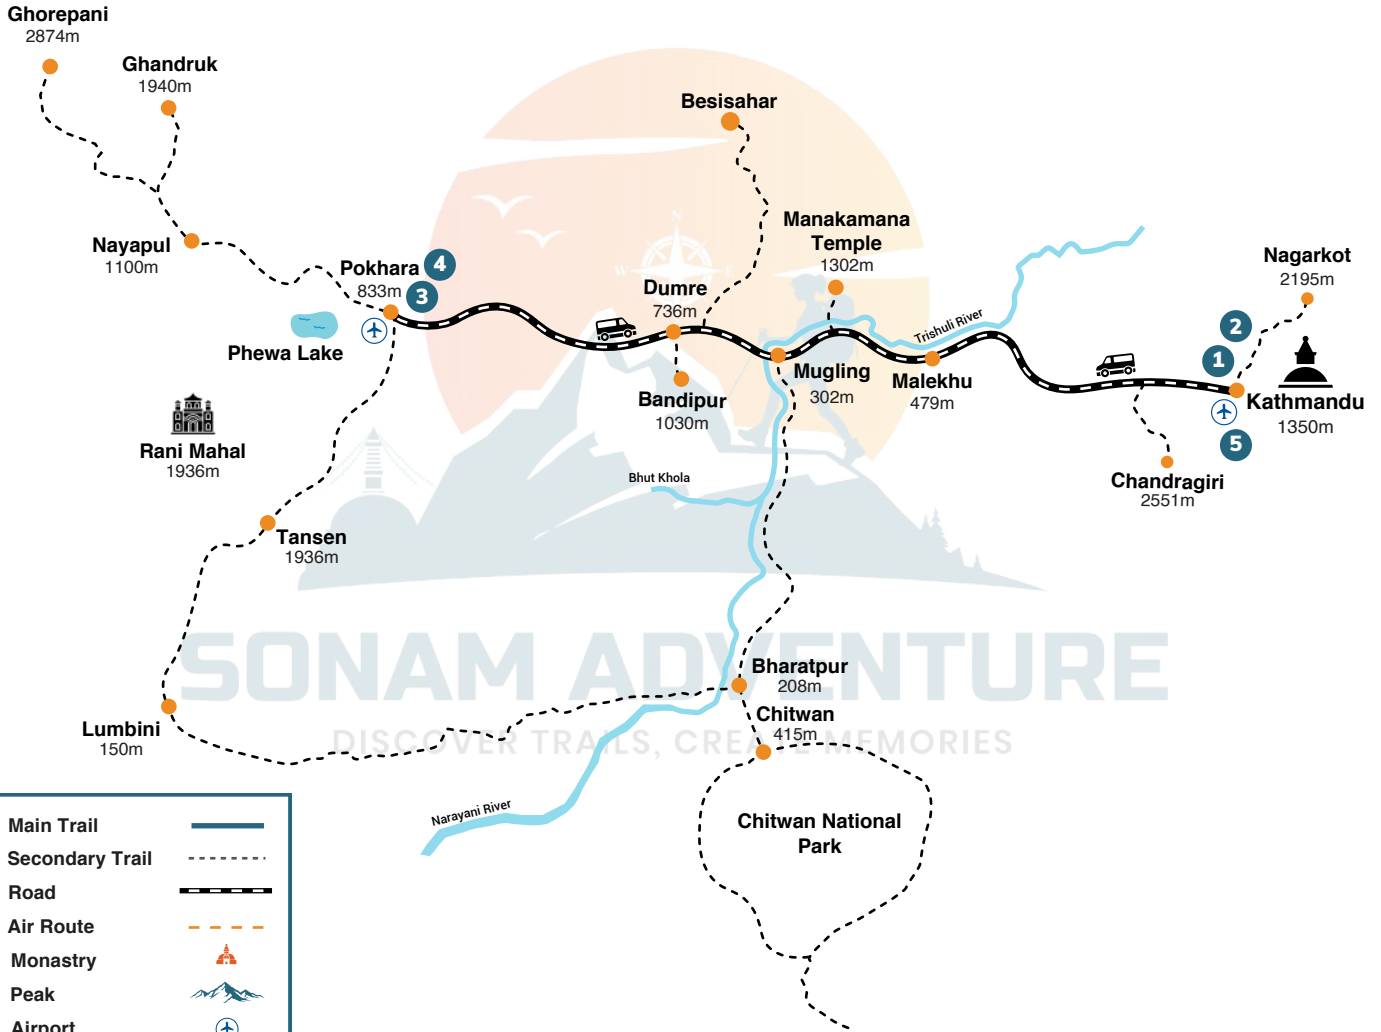 Ghorepani
2874m
Ghandruk
1940m
Besisahar
Manakamana
Temple
1302m
Nagarkot
2195m
Nayapul
1100m
Pokhara
833m
4
3
Dumre
736m
N
W
E
Trishuli River
2
1
Phewa Lake
Mugling
302m
Malekhu
479m
Kathmandu
1350m
5
Bandipur
1030m
Rani Mahal
1936m
Bhut Khola
Chandragiri
2551m
Tansen
1936m
SONAM ADVENTURE
DISCOVER TRAILS, CREATE MEMORIES
Bharatpur
208m
Chitwan
415m
Lumbini
150m
Narayani River
Chitwan National
Park
Main Trail
Secondary Trail
Road
Air Route
Monastry
Peak
Airport